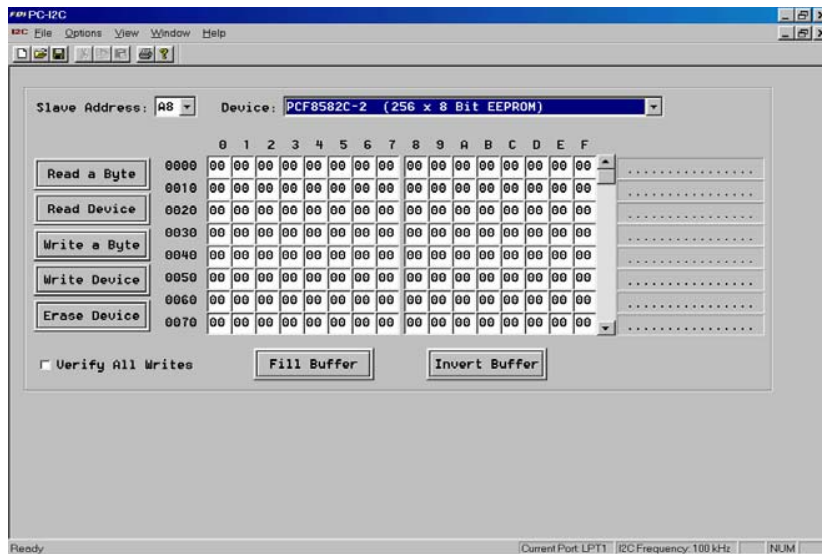 FDI PC-I2C
I2C File Options View Window Help
Slave Address: A8 Device: PCF8582C-2 (256 x 8 Bit EEPROM)
0 1 2 3 4 5 6 7 8 9 A B C D E F
Read a Byte
Read Device
Write a Byte
Write Device
Erase Device
0000 00 00 00 00 00 00 00 00 00 00 00 00 00 00 00 00 ................
0010 00 00 00 00 00 00 00 00 00 00 00 00 00 00 00 00 ................
0020 00 00 00 00 00 00 00 00 00 00 00 00 00 00 00 00 ................
0030 00 00 00 00 00 00 00 00 00 00 00 00 00 00 00 00 ................
0040 00 00 00 00 00 00 00 00 00 00 00 00 00 00 00 00 ................
0050 00 00 00 00 00 00 00 00 00 00 00 00 00 00 00 00 ................
0060 00 00 00 00 00 00 00 00 00 00 00 00 00 00 00 00 ................
0070 00 00 00 00 00 00 00 00 00 00 00 00 00 00 00 00 ................
Verify All Writes Fill Buffer Invert Buffer
Ready Current Port: LPT1 I2C Frequency: 100 kHz NUM